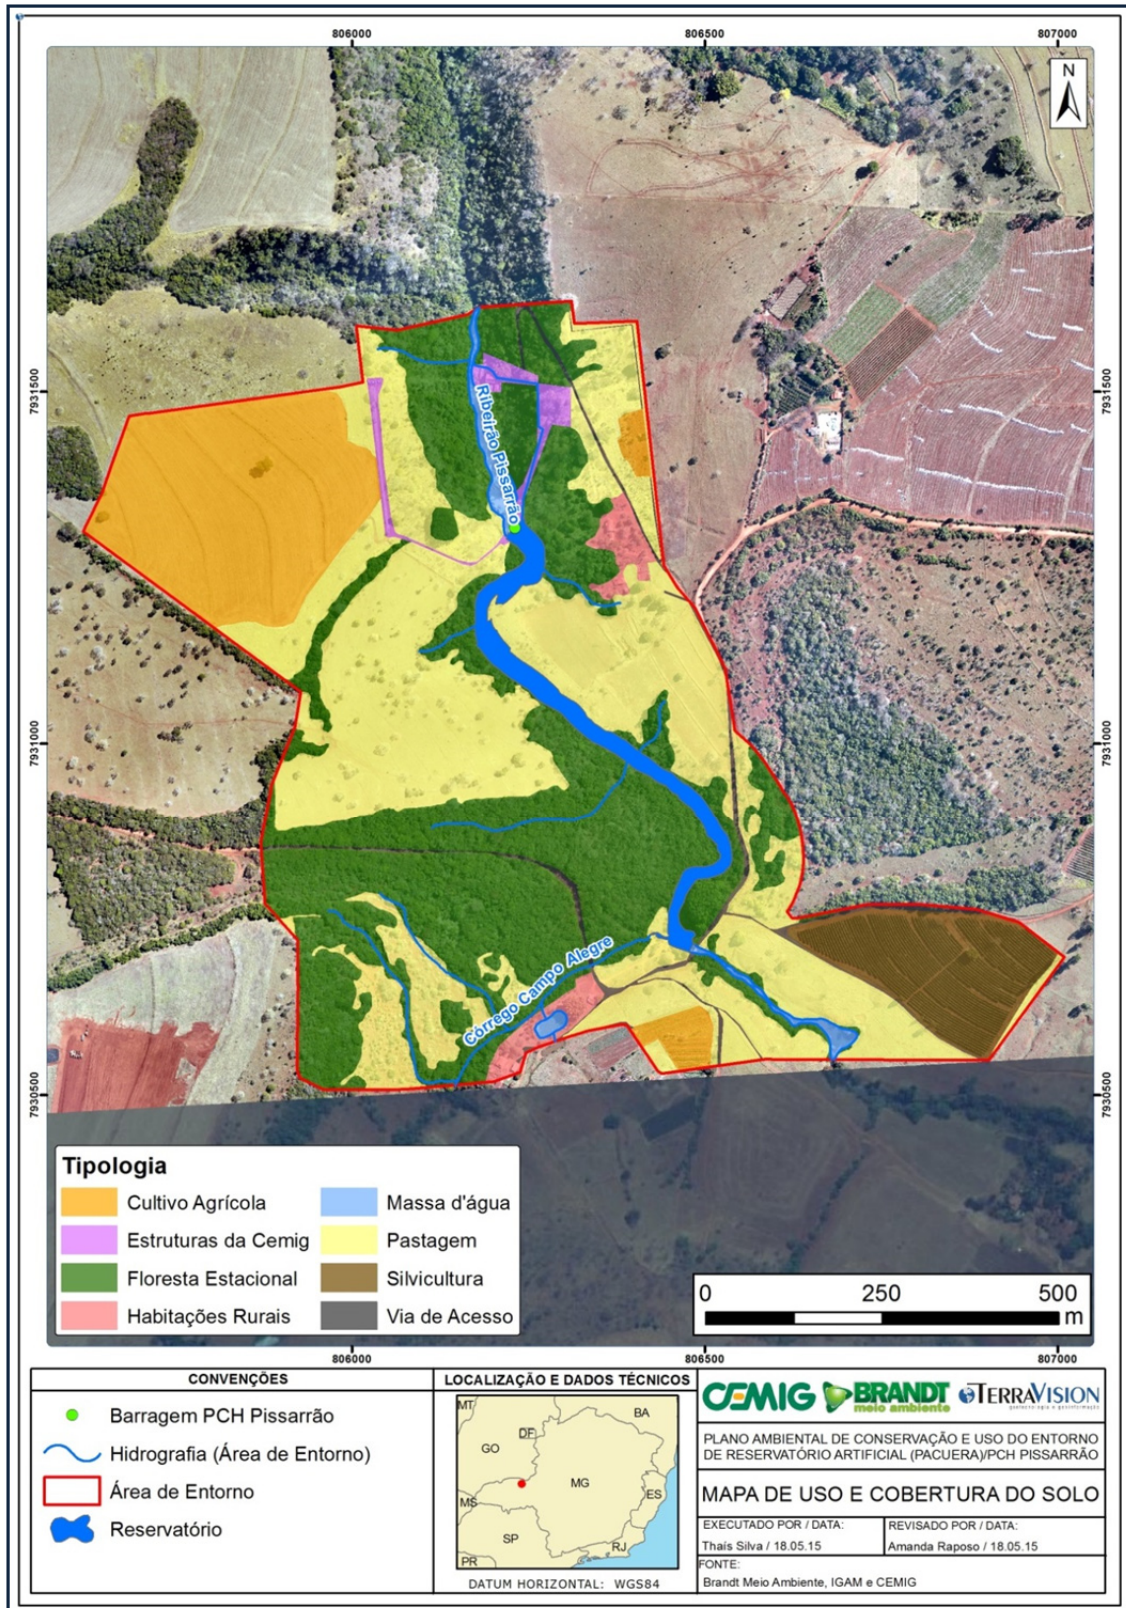 806000
806500
807000
N
7931500
7931500
Ribeirão Pissarrão
7931000
7931000
Córrego Campo Alegre
7930500
7930500
Tipologia
Cultivo Agrícola
Massa d'água
Estruturas da Cemig
Pastagem
Floresta Estacional
Silvicultura
Habitações Rurais
Via de Acesso
0 250 500
m
806000
806500
807000
CONVENÇÕES
Barragem PCH Pissarrão
Hidrografia (Área de Entorno)
Área de Entorno
Reservatório
LOCALIZAÇÃO E DADOS TÉCNICOS
MT
BA
DF
GO
MG
MS
ES
SP
RJ
PR
DATUM HORIZONTAL: WGS84
CEMIG
BRANDT
meio ambiente
TERRAVISION
PLANO AMBIENTAL DE CONSERVAÇÃO E USO DO ENTORNO
DE RESERVATÓRIO ARTIFICIAL (PACUERA)/PCH PISSARRÃO
MAPA DE USO E COBERTURA DO SOLO
EXECUTADO POR / DATA:
Thaís Silva / 18.05.15
REVISADO POR / DATA:
Amanda Raposo / 18.05.15
FONTE:
Brandt Meio Ambiente, IGAM e CEMIG